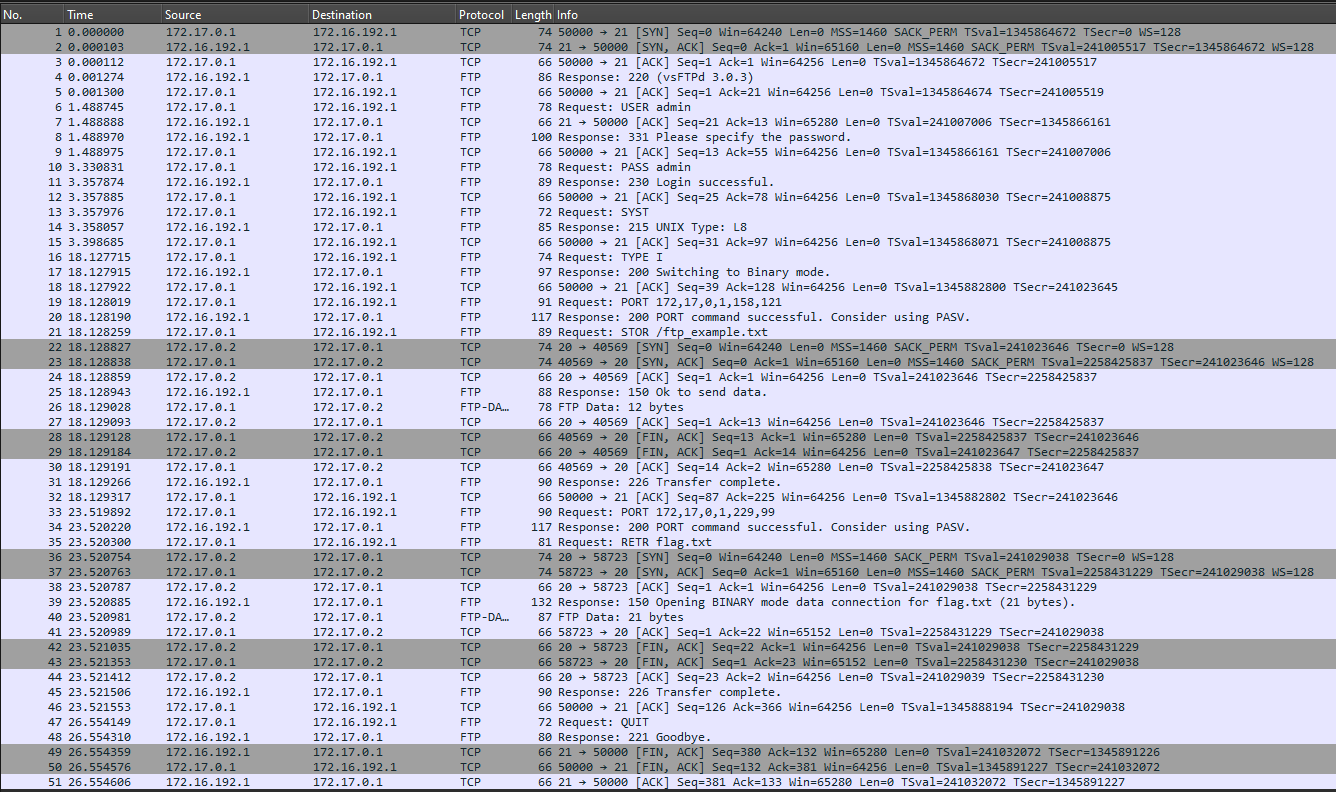 No. Time Source Destination Protocol Length Info
1 0.000000 172.17.0.1 172.16.192.1 TCP 74 50000 → 21 [SYN] Seq=0 Win=64240 Len=0 MSS=1460 SACK_PERM TSval=1345864672 TSecr=0 WS=128
2 0.000103 172.16.192.1 172.17.0.1 TCP 74 21 → 50000 [SYN, ACK] Seq=0 Ack=1 Win=65160 Len=0 MSS=1460 SACK_PERM TSval=241005517 TSecr=1345864672 WS=128
3 0.000112 172.17.0.1 172.16.192.1 TCP 66 50000 → 21 [ACK] Seq=1 Ack=1 Win=64256 Len=0 TSval=1345864672 TSecr=241005517
4 0.001274 172.16.192.1 172.17.0.1 FTP 86 Response: 220 (vsFTPd 3.0.3)
5 0.001300 172.17.0.1 172.16.192.1 TCP 66 50000 → 21 [ACK] Seq=1 Ack=21 Win=64256 Len=0 TSval=1345864674 TSecr=241005519
6 1.488745 172.17.0.1 172.16.192.1 FTP 78 Request: USER admin
7 1.488888 172.16.192.1 172.17.0.1 TCP 66 21 → 50000 [ACK] Seq=21 Ack=13 Win=65280 Len=0 TSval=241007006 TSecr=1345866161
8 1.488970 172.16.192.1 172.17.0.1 FTP 100 Response: 331 Please specify the password.
9 1.488975 172.17.0.1 172.16.192.1 TCP 66 50000 → 21 [ACK] Seq=13 Ack=55 Win=64256 Len=0 TSval=1345866161 TSecr=241007006
10 3.330831 172.17.0.1 172.16.192.1 FTP 78 Request: PASS admin
11 3.357874 172.16.192.1 172.17.0.1 FTP 89 Response: 230 Login successful.
12 3.357885 172.17.0.1 172.16.192.1 TCP 66 50000 → 21 [ACK] Seq=25 Ack=78 Win=64256 Len=0 TSval=1345868030 TSecr=241008875
13 3.357976 172.17.0.1 172.16.192.1 FTP 72 Request: SYST
14 3.358057 172.16.192.1 172.17.0.1 FTP 85 Response: 215 UNIX Type: L8
15 3.398685 172.17.0.1 172.16.192.1 TCP 66 50000 → 21 [ACK] Seq=31 Ack=97 Win=64256 Len=0 TSval=1345868071 TSecr=241008875
16 18.127715 172.17.0.1 172.16.192.1 FTP 74 Request: TYPE I
17 18.127915 172.16.192.1 172.17.0.1 FTP 97 Response: 200 Switching to Binary mode.
18 18.127922 172.17.0.1 172.16.192.1 TCP 66 50000 → 21 [ACK] Seq=39 Ack=128 Win=64256 Len=0 TSval=1345882800 TSecr=241023645
19 18.128019 172.17.0.1 172.16.192.1 FTP 91 Request: PORT 172,17,0,1,158,121
20 18.128190 172.16.192.1 172.17.0.1 FTP 117 Response: 200 PORT command successful. Consider using PASV.
21 18.128259 172.17.0.1 172.16.192.1 FTP 89 Request: STOR /ftp_example.txt
22 18.128827 172.17.0.2 172.17.0.1 TCP 74 20 → 40569 [SYN] Seq=0 Win=64240 Len=0 MSS=1460 SACK_PERM TSval=241023646 TSecr=0 WS=128
23 18.128838 172.17.0.1 172.17.0.2 TCP 74 40569 → 20 [SYN, ACK] Seq=0 Ack=1 Win=65160 Len=0 MSS=1460 SACK_PERM TSval=2258425837 TSecr=241023646 WS=128
24 18.128859 172.17.0.2 172.17.0.1 TCP 66 20 → 40569 [ACK] Seq=1 Ack=1 Win=64256 Len=0 TSval=241023646 TSecr=2258425837
25 18.128943 172.16.192.1 172.17.0.1 FTP 88 Response: 150 Ok to send data.
26 18.129028 172.17.0.1 172.17.0.2 FTP-DA… 78 FTP Data: 12 bytes
27 18.129093 172.17.0.2 172.17.0.1 TCP 66 20 → 40569 [ACK] Seq=1 Ack=13 Win=64256 Len=0 TSval=241023646 TSecr=2258425837
28 18.129128 172.17.0.1 172.17.0.2 TCP 66 40569 → 20 [FIN, ACK] Seq=13 Ack=1 Win=65280 Len=0 TSval=2258425837 TSecr=241023646
29 18.129184 172.17.0.2 172.17.0.1 TCP 66 20 → 40569 [FIN, ACK] Seq=1 Ack=14 Win=64256 Len=0 TSval=241023647 TSecr=2258425837
30 18.129191 172.17.0.1 172.17.0.2 TCP 66 40569 → 20 [ACK] Seq=14 Ack=2 Win=65280 Len=0 TSval=2258425838 TSecr=241023647
31 18.129266 172.16.192.1 172.17.0.1 FTP 90 Response: 226 Transfer complete.
32 18.129317 172.17.0.1 172.16.192.1 TCP 66 50000 → 21 [ACK] Seq=87 Ack=225 Win=64256 Len=0 TSval=1345882802 TSecr=241023646
33 23.519892 172.17.0.1 172.16.192.1 FTP 90 Request: PORT 172,17,0,1,229,99
34 23.520220 172.16.192.1 172.17.0.1 FTP 117 Response: 200 PORT command successful. Consider using PASV.
35 23.520300 172.17.0.1 172.16.192.1 FTP 81 Request: RETR flag.txt
36 23.520754 172.17.0.2 172.17.0.1 TCP 74 20 → 58723 [SYN] Seq=0 Win=64240 Len=0 MSS=1460 SACK_PERM TSval=241029038 TSecr=0 WS=128
37 23.520763 172.17.0.1 172.17.0.2 TCP 74 58723 → 20 [SYN, ACK] Seq=0 Ack=1 Win=65160 Len=0 MSS=1460 SACK_PERM TSval=2258431229 TSecr=241029038 WS=128
38 23.520787 172.17.0.2 172.17.0.1 TCP 66 20 → 58723 [ACK] Seq=1 Ack=1 Win=64256 Len=0 TSval=241029038 TSecr=2258431229
39 23.520885 172.16.192.1 172.17.0.1 FTP 132 Response: 150 Opening BINARY mode data connection for flag.txt (21 bytes).
40 23.520981 172.17.0.2 172.17.0.1 FTP-DA… 87 FTP Data: 21 bytes
41 23.520989 172.17.0.1 172.17.0.2 TCP 66 58723 → 20 [ACK] Seq=1 Ack=22 Win=65152 Len=0 TSval=2258431229 TSecr=241029038
42 23.521035 172.17.0.2 172.17.0.1 TCP 66 20 → 58723 [FIN, ACK] Seq=22 Ack=1 Win=64256 Len=0 TSval=241029038 TSecr=2258431229
43 23.521353 172.17.0.1 172.17.0.2 TCP 66 58723 → 20 [FIN, ACK] Seq=1 Ack=23 Win=65152 Len=0 TSval=2258431230 TSecr=241029038
44 23.521412 172.17.0.2 172.17.0.1 TCP 66 20 → 58723 [ACK] Seq=23 Ack=2 Win=64256 Len=0 TSval=241029039 TSecr=2258431230
45 23.521506 172.16.192.1 172.17.0.1 FTP 90 Response: 226 Transfer complete.
46 23.521553 172.17.0.1 172.16.192.1 TCP 66 50000 → 21 [ACK] Seq=126 Ack=366 Win=64256 Len=0 TSval=1345888194 TSecr=241029038
47 26.554149 172.17.0.1 172.16.192.1 FTP 72 Request: QUIT
48 26.554310 172.16.192.1 172.17.0.1 FTP 80 Response: 221 Goodbye.
49 26.554359 172.16.192.1 172.17.0.1 TCP 66 21 → 50000 [FIN, ACK] Seq=380 Ack=132 Win=65280 Len=0 TSval=241032072 TSecr=1345891226
50 26.554576 172.17.0.1 172.16.192.1 TCP 66 50000 → 21 [FIN, ACK] Seq=132 Ack=381 Win=64256 Len=0 TSval=1345891227 TSecr=241032072
51 26.554606 172.16.192.1 172.17.0.1 TCP 66 21 → 50000 [ACK] Seq=381 Ack=133 Win=65280 Len=0 TSval=241032072 TSecr=1345891227